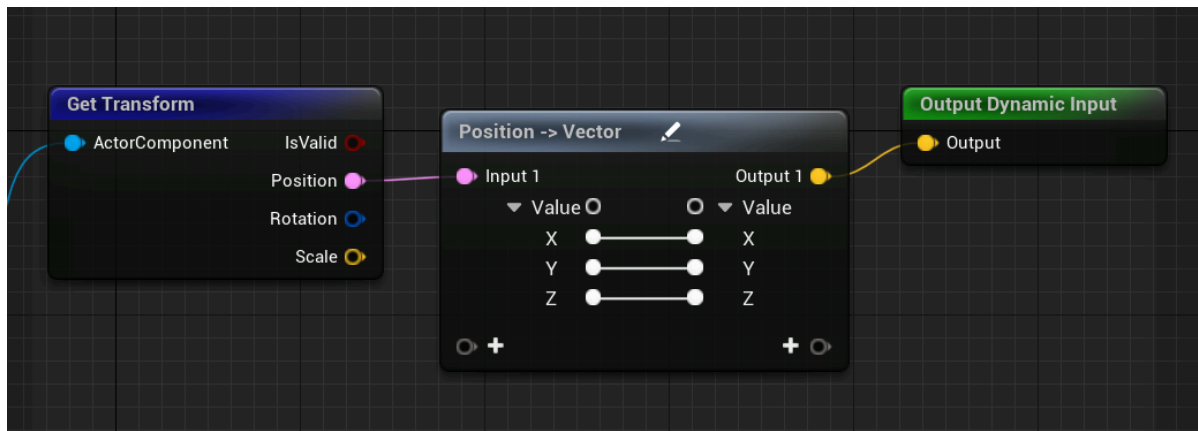 Get Transform
ActorComponent
IsValid
Position
Rotation
Scale
Position -> Vector
Input 1
Output 1
Value
Value
X
X
Y
Y
Z
Z
Output Dynamic Input
Output